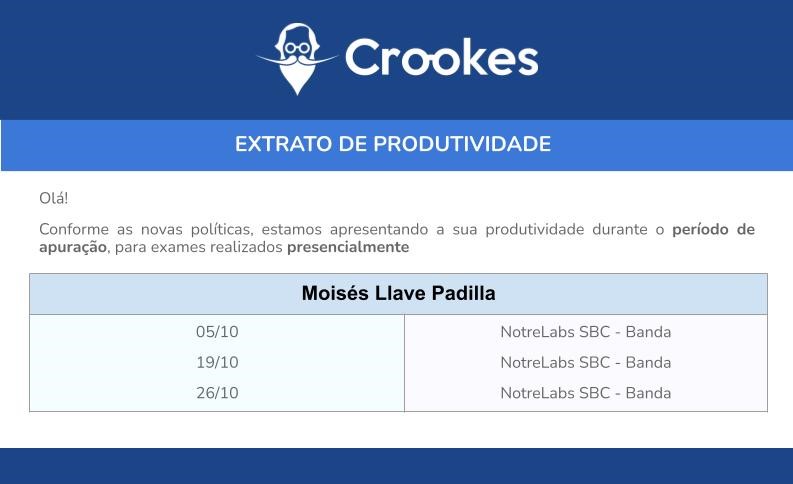 Crookes
EXTRATO DE PRODUTIVIDADE
Olá!
Conforme as novas políticas, estamos apresentando a sua produtividade durante o período de
apuração, para exames realizados presencialmente
Moisés Llave Padilla
05/10 NotreLabs SBC - Banda
19/10 NotreLabs SBC - Banda
26/10 NotreLabs SBC - Banda